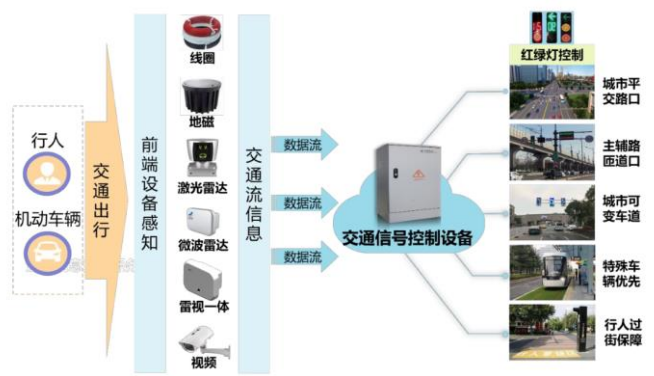 行人
机动车辆
交通出行
前端设备感知
线圈
地磁
激光雷达
微波雷达
雷视一体
视频
交通流信息
数据流
数据流
数据流
交通信号控制设备
红绿灯控制
城市平
交路口
主辅路
匝道口
城市可
变车道
特殊车
辆优先
行人过
街保障